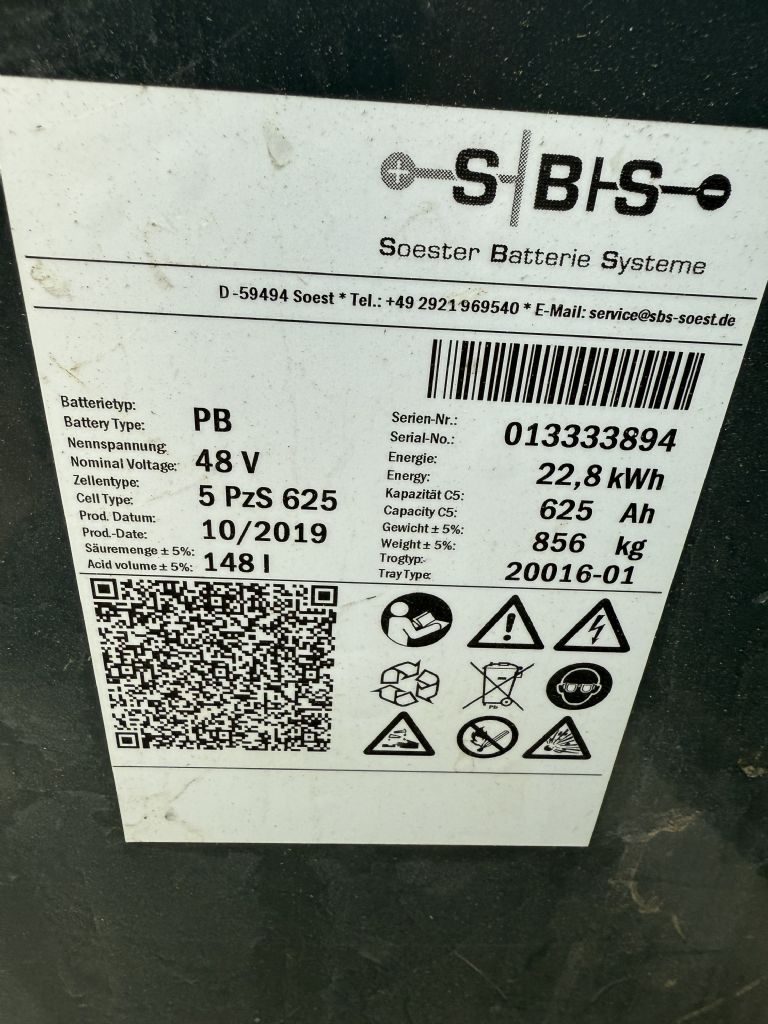 SBS
Soester Batterie Systeme
D-59494 Soest * Tel.: +49 2921 969540 * E-Mail: service@sbs-soest.de
Batterietyp:
Battery Type: PB
Nennspannung:
Nominal Voltage: 48 V
Zellentype:
Cell Type: 5 PzS 625
Prod. Datum:
Prod.-Date: 10/2019
Säuremenge ± 5%:
Acid volume ± 5%: 148 l
Serien-Nr.:
Serial-No.: 013333894
Energie:
Energy: 22,8 kWh
Kapazität C5:
Capacity C5: 625 Ah
Gewicht ± 5%:
Weight ± 5%: 856 kg
Trogtyp:
Tray Type: 20016-01
Pb